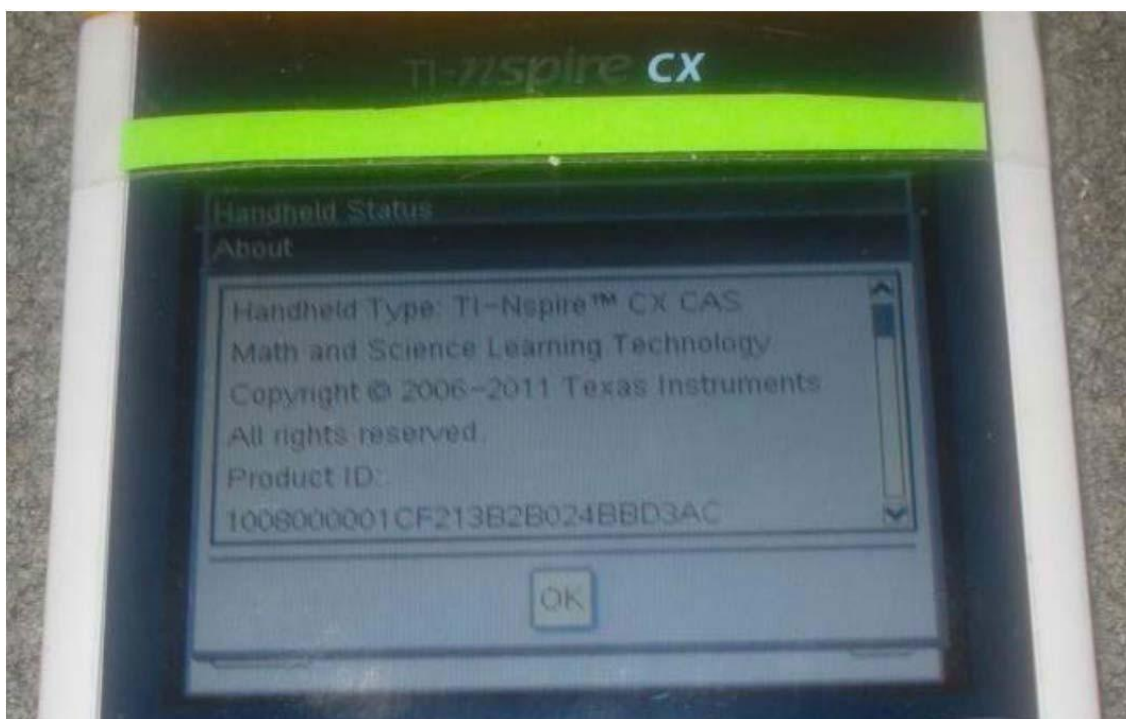 TI-nspire CX
Handheld Status
About
Handheld Type: TI-Nspire™ CX CAS
Math and Science Learning Technology
Copyright © 2006-2011 Texas Instruments
All rights reserved.
Product ID:
1008000001CF213B2B024BBD3AC
OK